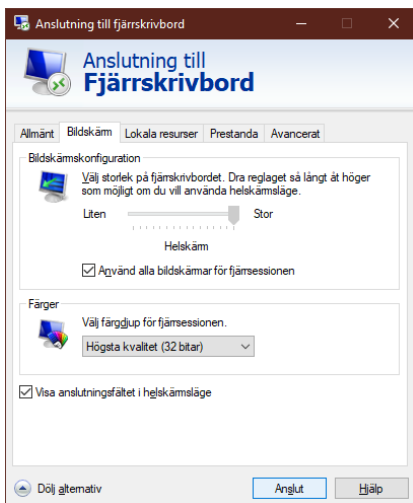 Anslutning till fjärrskrivbord
Anslutning till
Fjärrskrivbord
Allmänt Bildskärm Lokala resurser Prestanda Avancerat
Bildskärmskonfiguration
Välj storlek på fjärrskrivbordet. Dra reglaget så långt åt höger
som möjligt om du vill använda helskärmsläge.
Liten Stor
Helskärm
Använd alla bildskärmar för fjärrsessionen
Färger
Välj färgdjup för fjärrsessionen.
Högsta kvalitet (32 bitar)
Visa anslutningsfältet i helskärmsläge
Dölj alternativ Anslut Hjälp